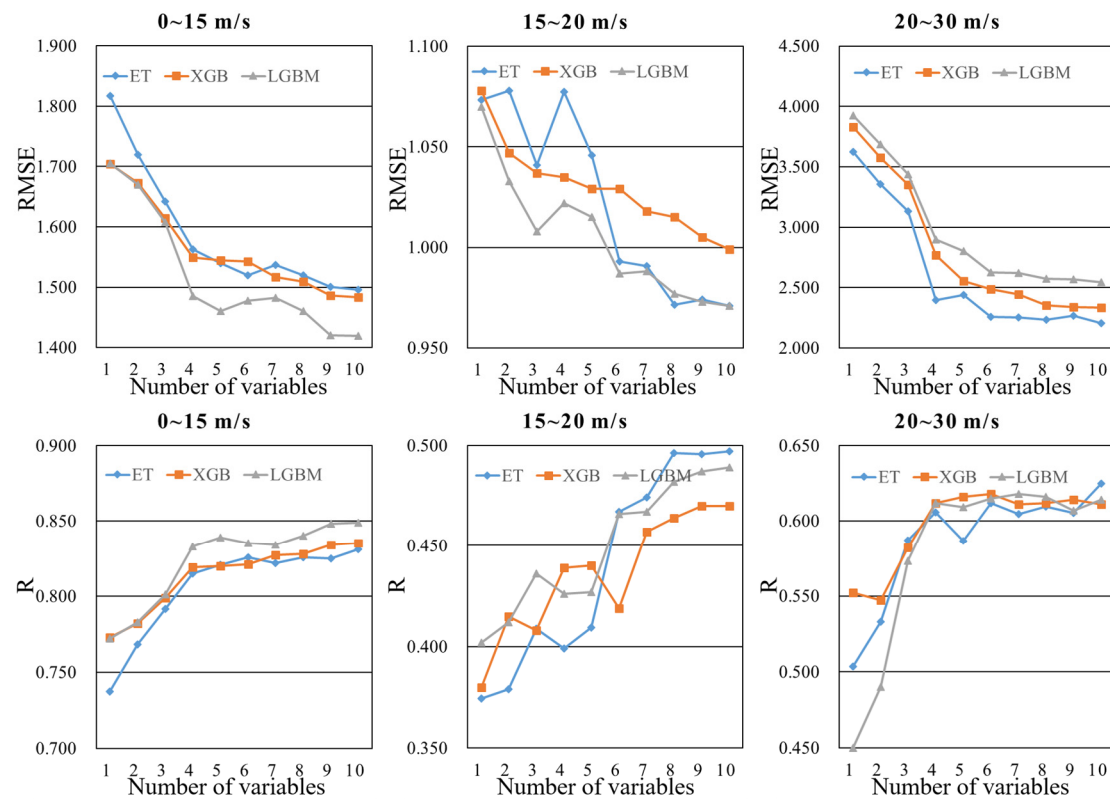 0~15 m/s
15~20 m/s
20~30 m/s
1.900
1.800
1.700
1.600
1.500
1.400
RMSE
ET XGB LGBM
1 2 3 4 5 6 7 8 9 10
Number of variables
1.100
1.050
1.000
0.950
RMSE
ET XGB LGBM
1 2 3 4 5 6 7 8 9 10
Number of variables
4.500
4.000
3.500
3.000
2.500
2.000
RMSE
ET XGB LGBM
1 2 3 4 5 6 7 8 9 10
Number of variables
0~15 m/s
15~20 m/s
20~30 m/s
0.900
0.850
0.800
0.750
0.700
R
ET XGB LGBM
1 2 3 4 5 6 7 8 9 10
Number of variables
0.500
0.450
0.400
0.350
R
ET XGB LGBM
1 2 3 4 5 6 7 8 9 10
Number of variables
0.650
0.600
0.550
0.500
0.450
R
ET XGB LGBM
1 2 3 4 5 6 7 8 9 10
Number of variables